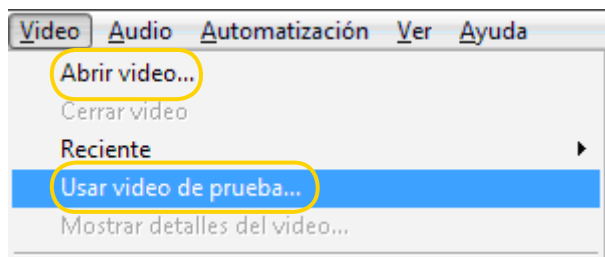 Video Audio Automatización Ver Ayuda
Abrir video...
Cerrar video
Reciente
Usar video de prueba...
Mostrar detalles del video...